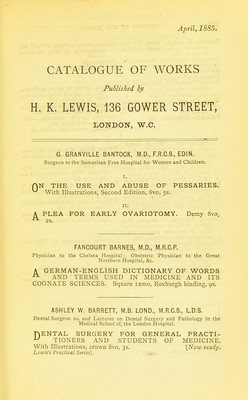 April, 1885.
CATALOGUE OF WORKS
Published by
H. K. LEWIS, 136 GOWER STREET,
LONDON, W.C.
G. GRANVILLE BANTOCK, M.D., F.R.C.S., EDIN.
Surgeon to the Samaritan Free Hospital for Women and Children.
I.
ON THE USE AND ABUSE OF PESSARIES.
With Illustrations, Second Edition, 8vo, 5s.
II.
A PLEA FOR EARLY OVARIOTOMY. Demy 8vo,
2s.
FANCOURT BARNES, M.D., M.R.C.P.
Physician to the Chelsea Hospital; Obstetric Physician to the Great
Northern Hospital, &c.
A GERMAN-ENGLISH DICTIONARY OF WORDS
AND TERMS USED IN MEDICINE AND ITS
COGNATE SCIENCES. Square 12mo, Roxburgh binding, 9s.
ASHLEY W. BARRETT, M.B. LOND., M.R.C.S., L.D.S.
Dental Surgeon to, and Lecturer on Dental Surgery and Pathology in the
Medical School of, the London Hospital.
DENTAL SURGERY FOR GENERAL PRACTI-
TIONERS AND STUDENTS OF MEDICINE.
With Illustrations, crown 8vo, 3s. [Now ready.
Lewis's Practical Series].